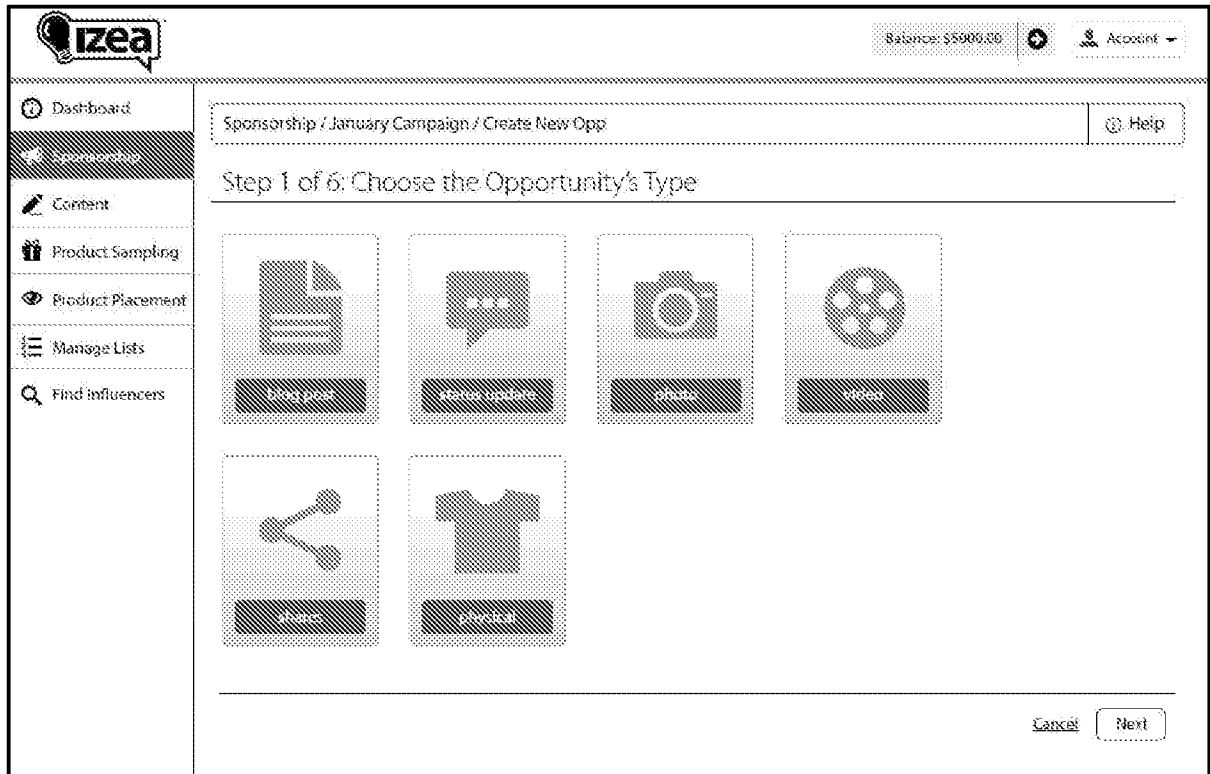 izea
Balance: $5000.00
Account
Dashboard
Sponsorship
Content
Product Sampling
Product Placement
Manage Lists
Find Influencers
Sponsorship / January Campaign / Create New Opp
Help
Step 1 of 6: Choose the Opportunity's Type
blog post
status update
photo
video
shares
physical
Cancel
Next